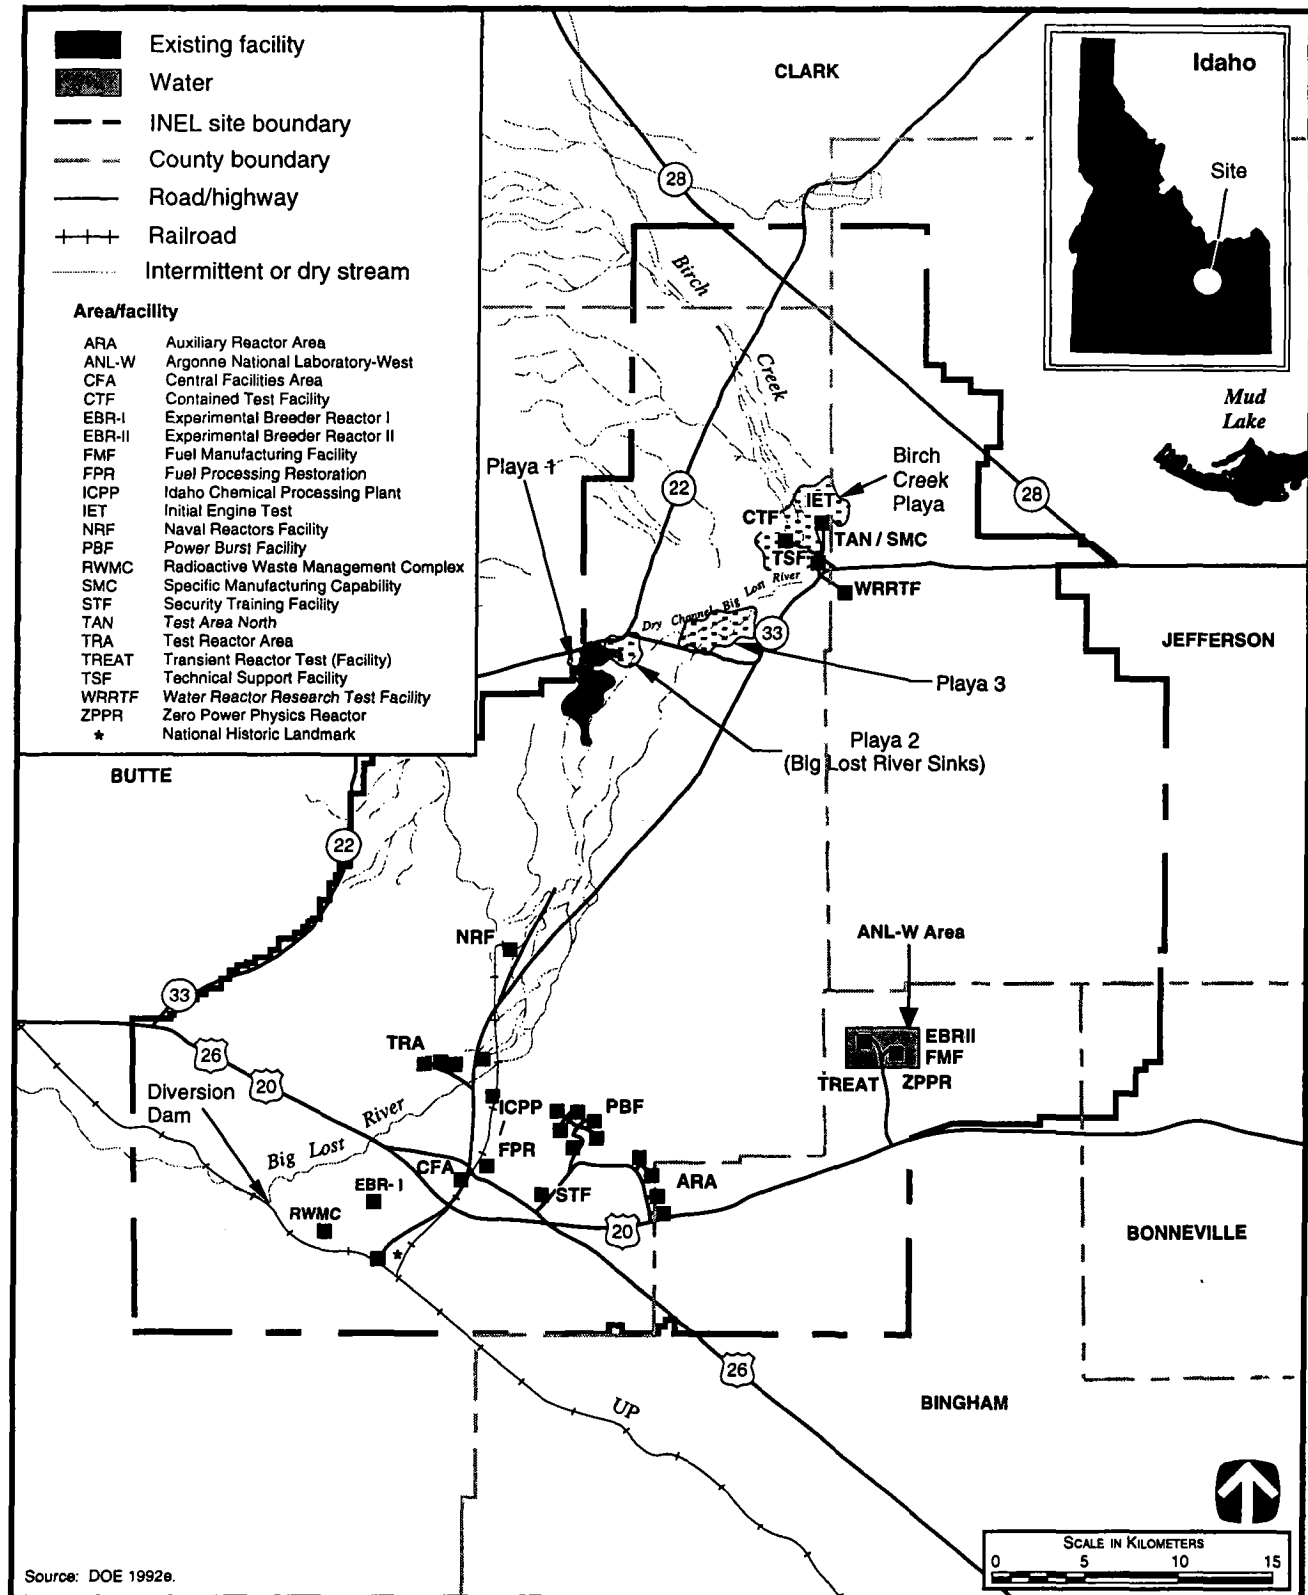 Existing facility
Water
INEL site boundary
County boundary
Road/highway
Railroad
Intermittent or dry stream
Area/facility
ARA Auxiliary Reactor Area
ANL-W Argonne National Laboratory-West
CFA Central Facilities Area
CTF Contained Test Facility
EBR-I Experimental Breeder Reactor I
EBR-II Experimental Breeder Reactor II
FMF Fuel Manufacturing Facility
FPR Fuel Processing Restoration
ICPP Idaho Chemical Processing Plant
IET Initial Engine Test
NRF Naval Reactors Facility
PBF Power Burst Facility
RWMC Radioactive Waste Management Complex
SMC Specific Manufacturing Capability
STF Security Training Facility
TAN Test Area North
TRA Test Reactor Area
TREAT Transient Reactor Test (Facility)
TSF Technical Support Facility
WRRTF Water Reactor Research Test Facility
ZPPR Zero Power Physics Reactor
* National Historic Landmark
CLARK
Idaho
Site
28
Birch
Creek
Mud
Lake
Playa 1
22
Birch
Creek
Playa
28
IET
CTF
TAN / SMC
TSF
WRRTF
Dry Channel Big Lost River
33
JEFFERSON
Playa 3
Playa 2
(Big Lost River Sinks)
BUTTE
22
NRF
ANL-W Area
33
26
20
TRA
EBRII
FMF
TREAT
ZPPR
Diversion
Dam
Big Lost River
ICPP
PBF
FPR
CFA
EBR-I
STF
ARA
RWMC
20
*
BONNEVILLE
26
UP
BINGHAM
SCALE IN KILOMETERS
0 5 10 15
Source: DOE 1992e.